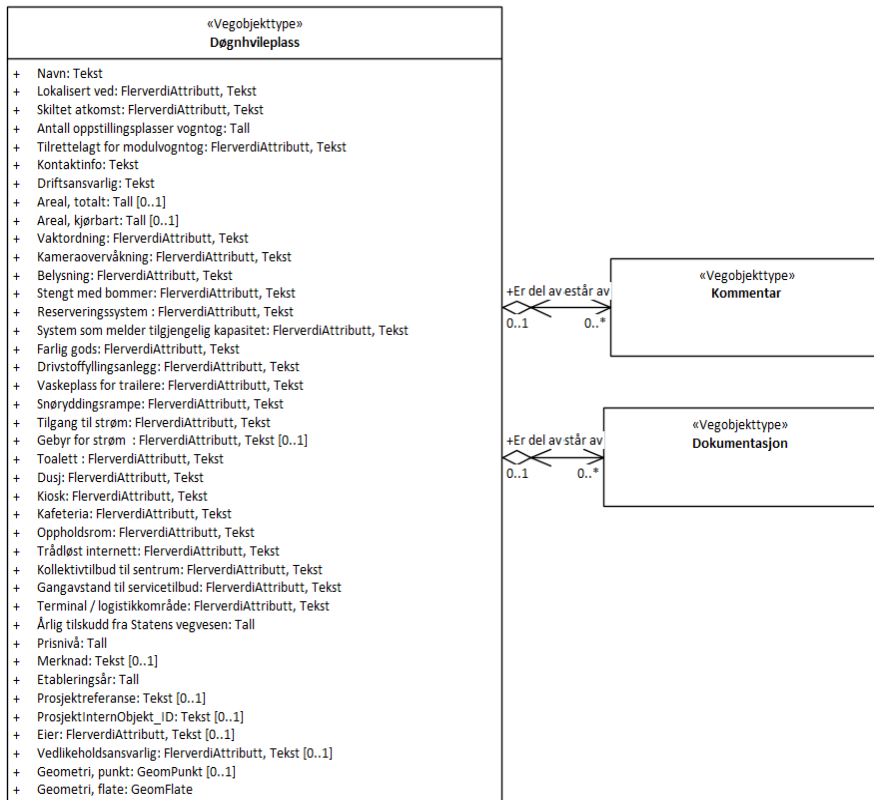 «Vegobjekttype»
Døgnhvileplass
+ Navn: Tekst
+ Lokalisert ved: FlerverdiAttributt, Tekst
+ Skiltet atkomst: FlerverdiAttributt, Tekst
+ Antall oppstillingsplasser vogntog: Tall
+ Tilrettelagt for modulvogntog: FlerverdiAttributt, Tekst
+ Kontaktinfo: Tekst
+ Driftsansvarlig: Tekst
+ Areal, totalt: Tall [0..1]
+ Areal, kjørbart: Tall [0..1]
+ Vaktordning: FlerverdiAttributt, Tekst
+ Kameraovervåkning: FlerverdiAttributt, Tekst
+ Belysning: FlerverdiAttributt, Tekst
+ Stengt med bommer: FlerverdiAttributt, Tekst
+ Reserveringssystem : FlerverdiAttributt, Tekst
+ System som melder tilgjengelig kapasitet: FlerverdiAttributt, Tekst
+ Farlig gods: FlerverdiAttributt, Tekst
+ Drivstoffyllingsanlegg: FlerverdiAttributt, Tekst
+ Vaskeplass for trailere: FlerverdiAttributt, Tekst
+ Snøryddingsrampe: FlerverdiAttributt, Tekst
+ Tilgang til strøm: FlerverdiAttributt, Tekst
+ Gebyr for strøm : FlerverdiAttributt, Tekst [0..1]
+ Toalett : FlerverdiAttributt, Tekst
+ Dusj: FlerverdiAttributt, Tekst
+ Kiosk: FlerverdiAttributt, Tekst
+ Kafeteria: FlerverdiAttributt, Tekst
+ Oppholdsrom: FlerverdiAttributt, Tekst
+ Trådløst internett: FlerverdiAttributt, Tekst
+ Kollektivtilbud til sentrum: FlerverdiAttributt, Tekst
+ Gangavstand til servicetilbud: FlerverdiAttributt, Tekst
+ Terminal / logistikkområde: FlerverdiAttributt, Tekst
+ Årlig tilskudd fra Statens vegvesen: Tall
+ Prisnivå: Tall
+ Merknad: Tekst [0..1]
+ Etableringsår: Tall
+ Prosjektreferanse: Tekst [0..1]
+ ProsjektInternObjekt_ID: Tekst [0..1]
+ Eier: FlerverdiAttributt, Tekst [0..1]
+ Vedlikeholdsansvarlig: FlerverdiAttributt, Tekst [0..1]
+ Geometri, punkt: GeomPunkt [0..1]
+ Geometri, flate: GeomFlate
+Er del av estår av
0..1 0..*
«Vegobjekttype»
Kommentar
+Er del av står av
0..1 0..*
«Vegobjekttype»
Dokumentasjon